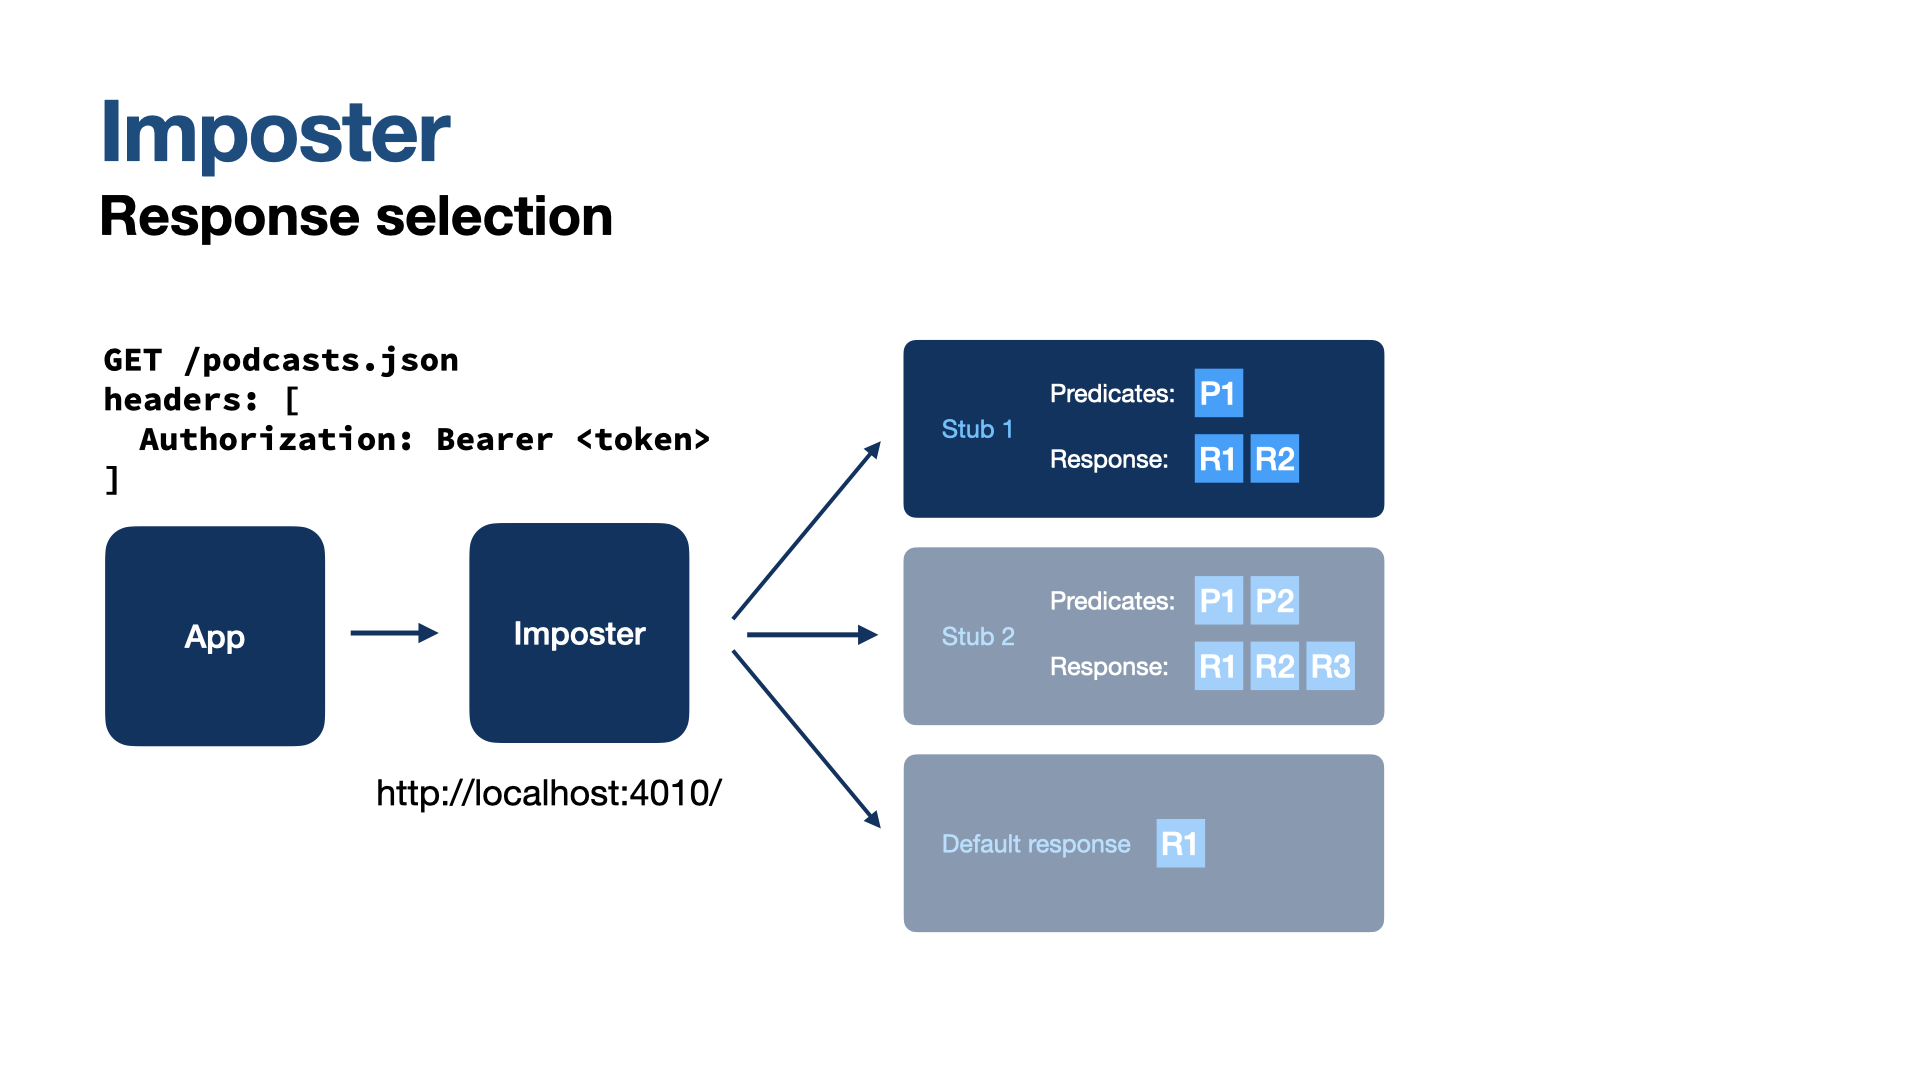 Imposter
Response selection
GET /podcasts.json
headers: [
  Authorization: Bearer <token>
]
App
Imposter
http://localhost:4010/
Stub 1
Predicates: P1
Response: R1 R2
Stub 2
Predicates: P1 P2
Response: R1 R2 R3
Default response R1